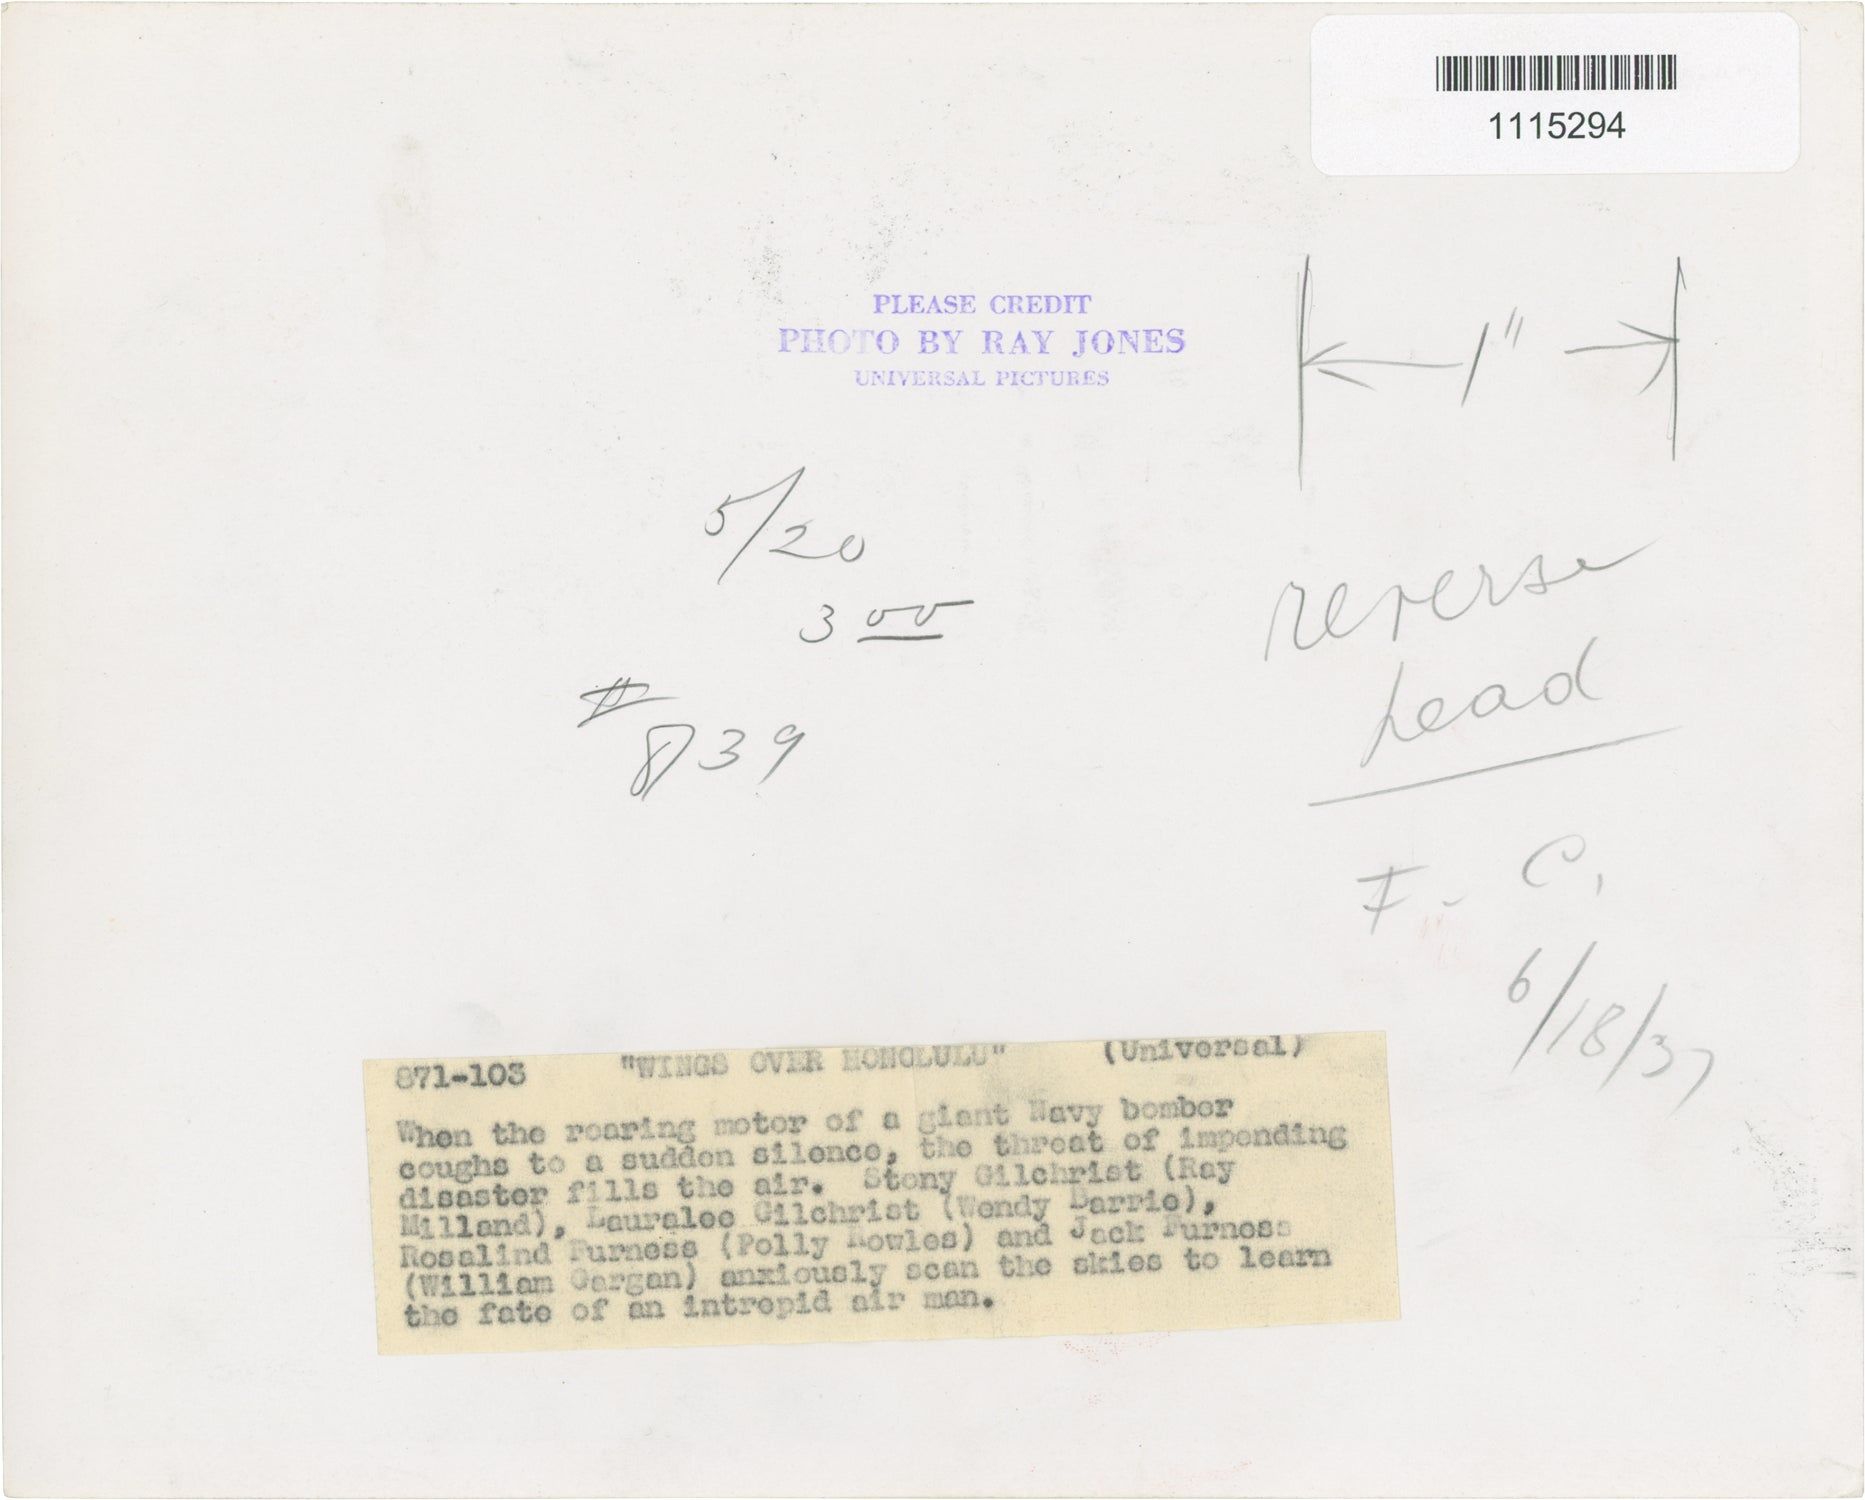 1115294
PLEASE CREDIT
PHOTO BY RAY JONES
UNIVERSAL PICTURES
1"
5/20
3 00
#
839
reverse
head
F. C.
6/18/37
871-103 "WINGS OVER HONOLULU" (Universal)
When the roaring motor of a giant Navy bomber
coughs to a sudden silence, the threat of impending
disaster fills the air. Stony Gilchrist (Ray
Milland), Lauralee Gilchrist (Wendy Barrie),
Rosalind Furness (Polly Rowles) and Jack Furness
(William Gargan) anxiously scan the skies to learn
the fate of an intrepid air man.